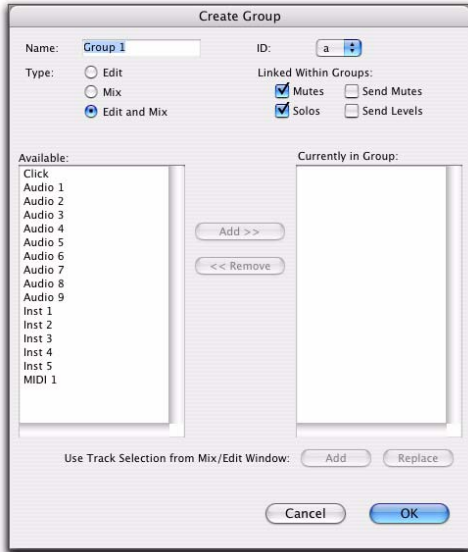 Create Group
Name: Group 1 ID: a
Type: Edit Linked Within Groups:
Mix Mutes Send Mutes
Edit and Mix Solos Send Levels
Available: Currently in Group:
Click
Audio 1
Audio 2
Audio 3
Audio 4
Audio 5
Audio 6
Audio 7
Audio 8
Audio 9
Inst 1
Inst 2
Inst 3
Inst 4
Inst 5
MIDI 1
Add >>
<< Remove
Use Track Selection from Mix/Edit Window: Add Replace
Cancel OK